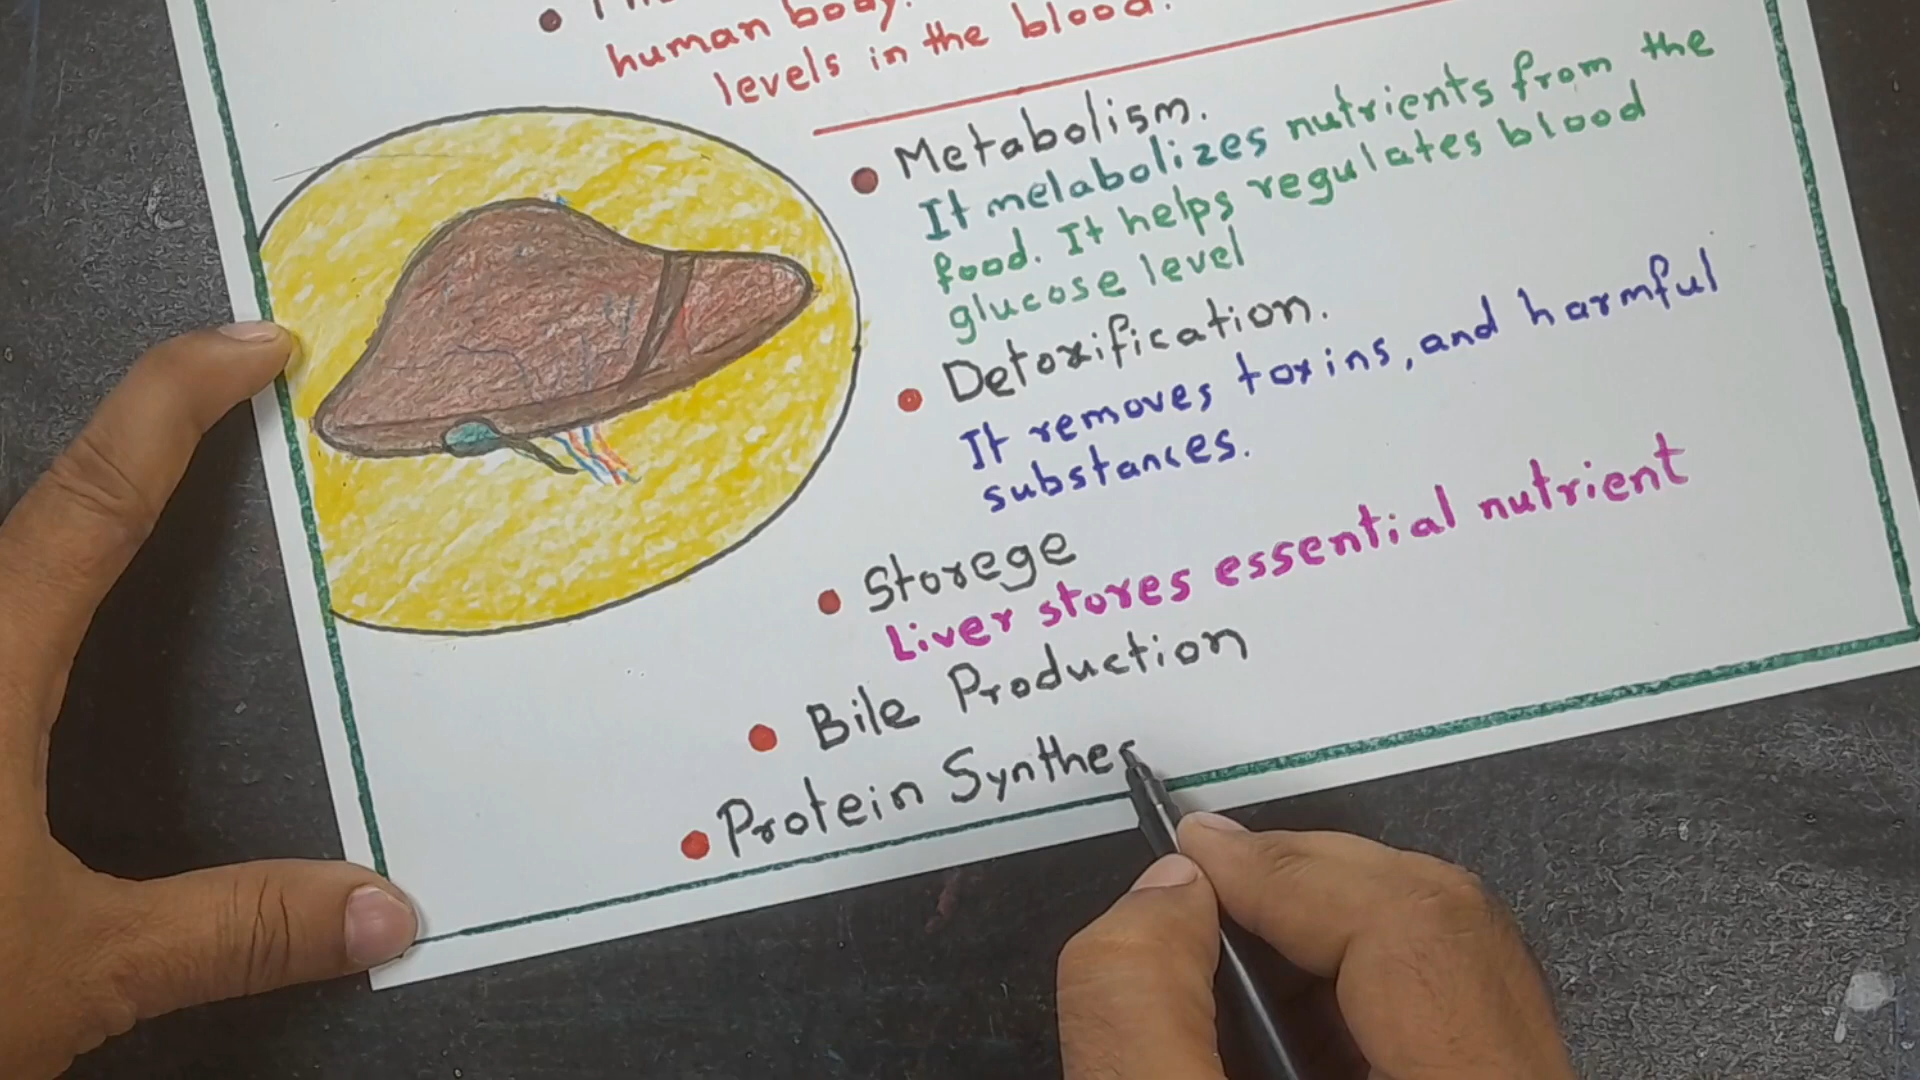 human body.
levels in the blood.
Metabolism.
It melabolizes nutrients from the
food. It helps regulates blood
glucose level
Detoxification.
It removes toxins, and harmful
substances.
Storege
Liver stores essential nutrient
Bile Production
Protein Synthes